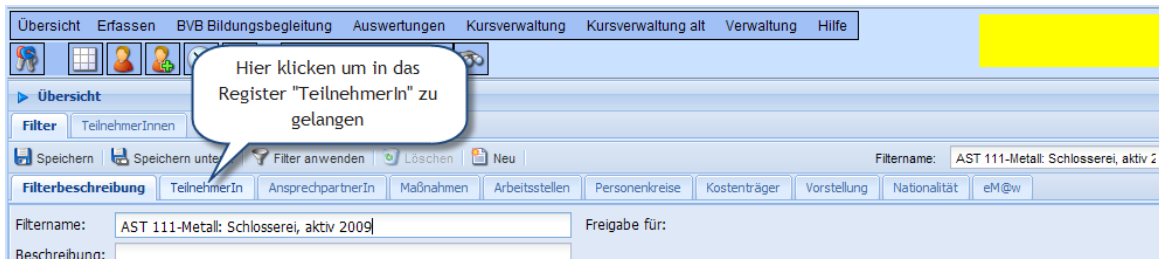 Übersicht Erfassen BVB Bildungsbegleitung Auswertungen Kursverwaltung Kursverwaltung alt Verwaltung Hilfe
Hier klicken um in das
Register "TeilnehmerIn" zu
gelangen
Übersicht
Filter TeilnehmerInnen
Speichern Speichern unter Filter anwenden Löschen Neu Filtername: AST 111-Metall: Schlosserei, aktiv 2
Filterbeschreibung TeilnehmerIn AnsprechpartnerIn Maßnahmen Arbeitsstellen Personenkreise Kostenträger Vorstellung Nationalität eM@w
Filtername: AST 111-Metall: Schlosserei, aktiv 2009 Freigabe für:
Beschreibung: